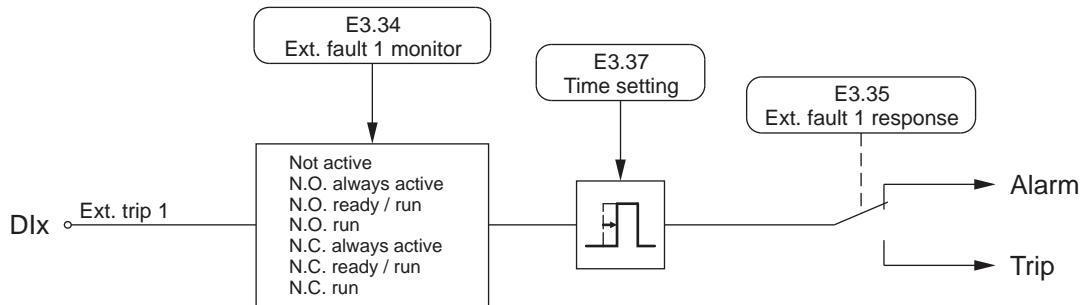 E3.34
Ext. fault 1 monitor
E3.37
Time setting
E3.35
Ext. fault 1 response
Not active
N.O. always active
N.O. ready / run
N.O. run
N.C. always active
N.C. ready / run
N.C. run
DIx
Ext. trip 1
Alarm
Trip